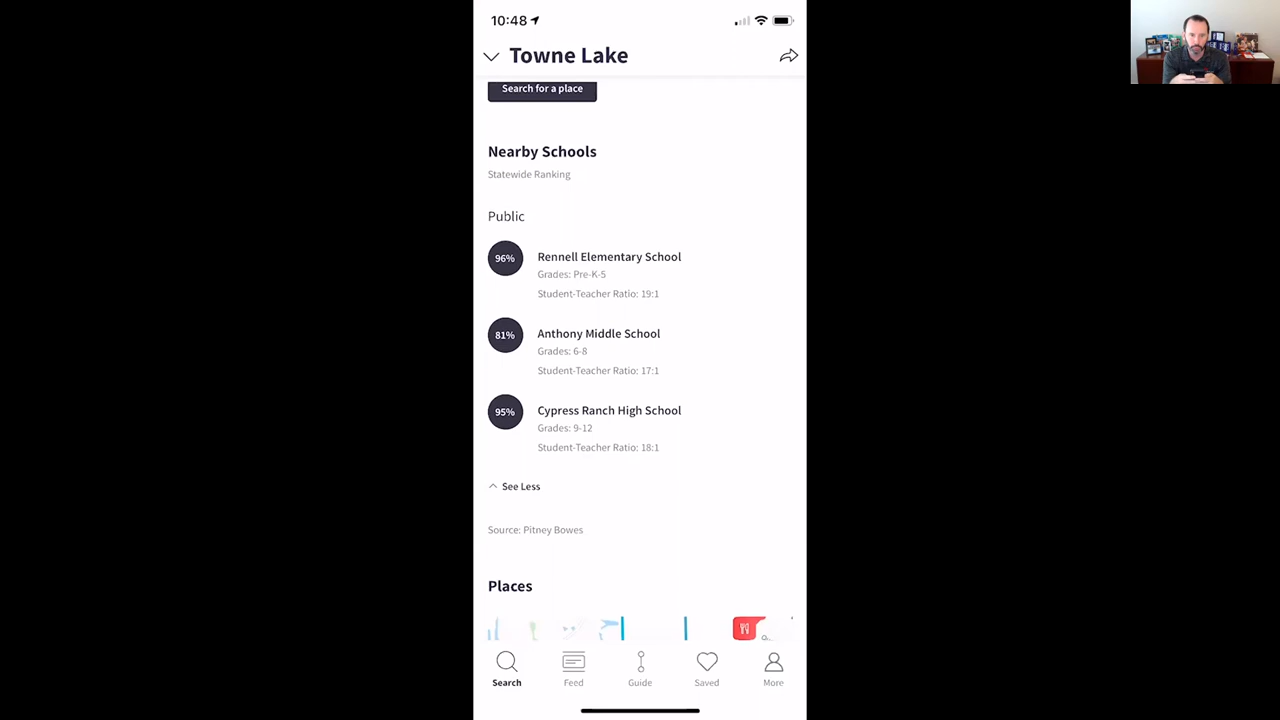 10:48
Towne Lake
Search for a place
Nearby Schools
Statewide Ranking
Public
96%
Rennell Elementary School
Grades: Pre-K-5
Student-Teacher Ratio: 19:1
81%
Anthony Middle School
Grades: 6-8
Student-Teacher Ratio: 17:1
95%
Cypress Ranch High School
Grades: 9-12
Student-Teacher Ratio: 18:1
See Less
Source: Pitney Bowes
Places
Search
Feed
Guide
Saved
More